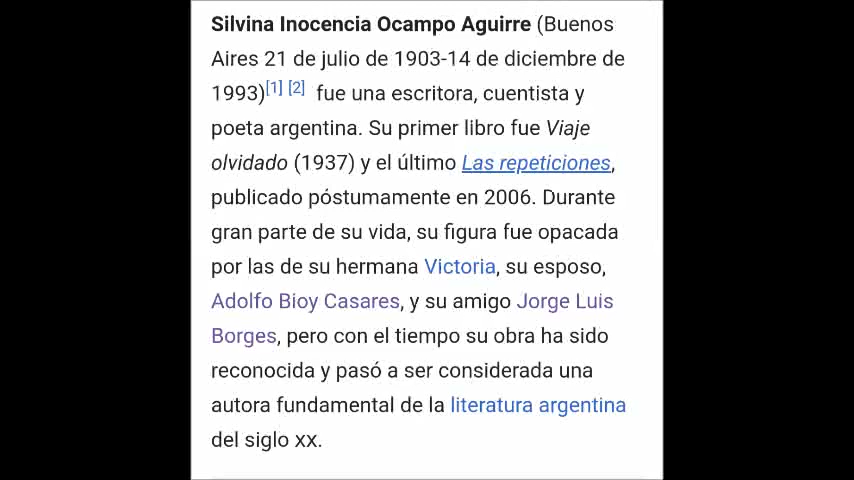 Silvina Inocencia Ocampo Aguirre (Buenos
Aires 21 de julio de 1903-14 de diciembre de
1993)[1] [2] fue una escritora, cuentista y
poeta argentina. Su primer libro fue Viaje
olvidado (1937) y el último Las repeticiones,
publicado póstumamente en 2006. Durante
gran parte de su vida, su figura fue opacada
por las de su hermana Victoria, su esposo,
Adolfo Bioy Casares, y su amigo Jorge Luis
Borges, pero con el tiempo su obra ha sido
reconocida y pasó a ser considerada una
autora fundamental de la literatura argentina
del siglo xx.